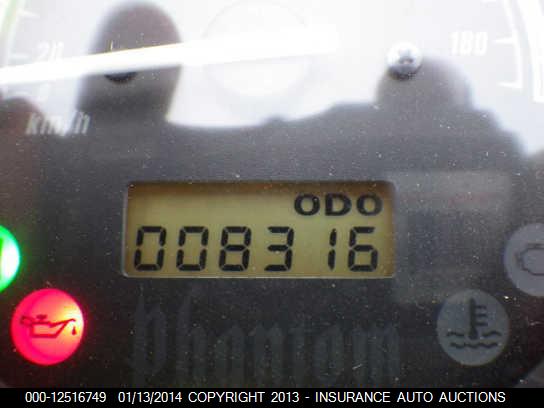 20
180
km/h
ODO
008316
phantom
000-12516749 01/13/2014 COPYRIGHT 2013 - INSURANCE AUTO AUCTIONS